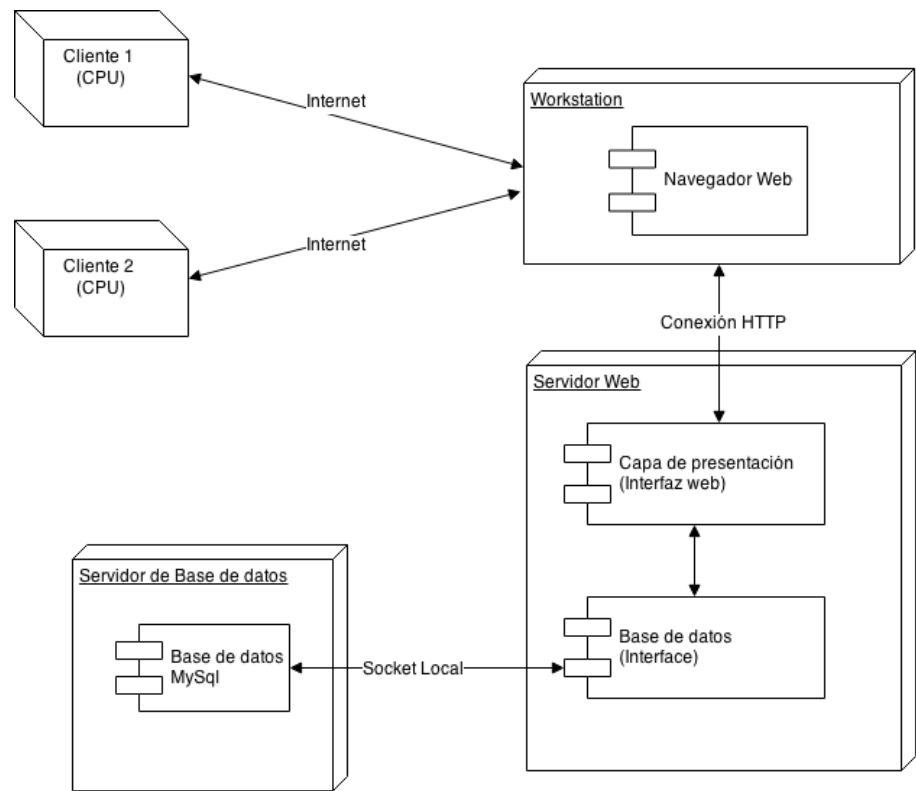 Cliente 1
(CPU)
Internet
Workstation
Navegador Web
Cliente 2
(CPU)
Internet
Conexión HTTP
Servidor Web
Capa de presentación
(Interfaz web)
Servidor de Base de datos
Base de datos
MySql
Socket Local
Base de datos
(Interface)